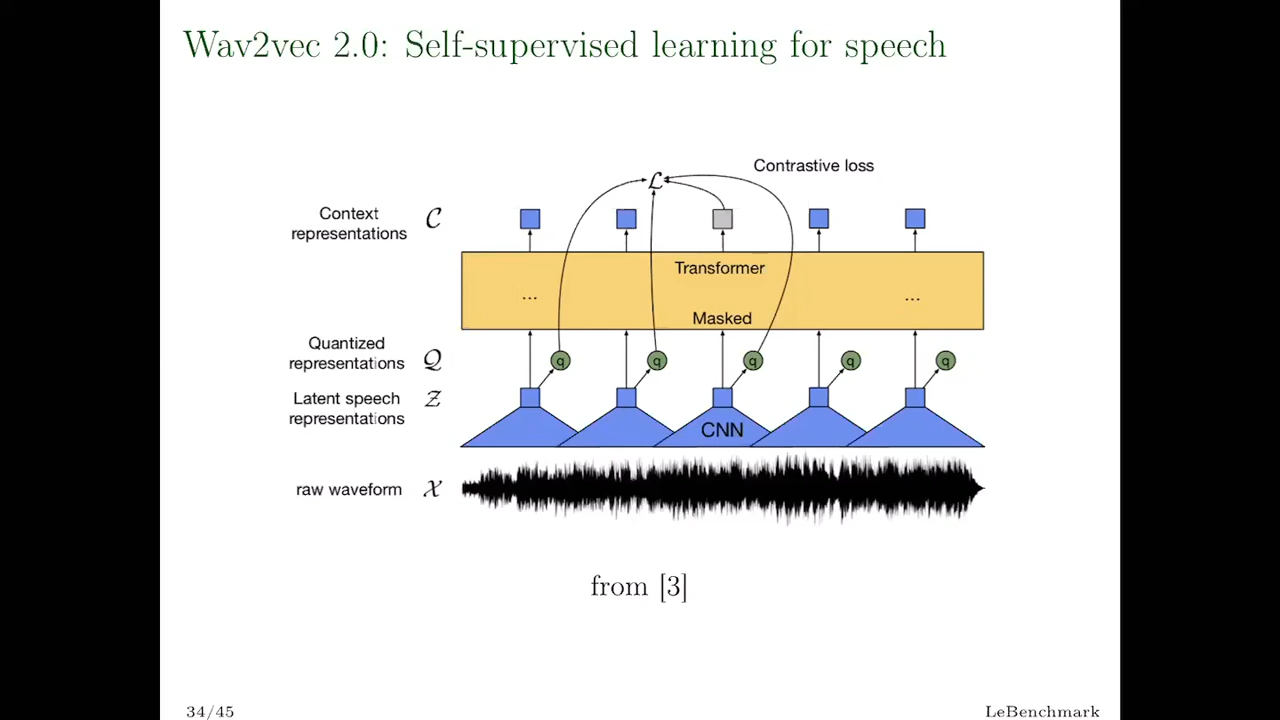 Wav2vec 2.0: Self-supervised learning for speech
Contrastive loss
ℒ
Context
representations
𝒞
Transformer
... ...
Masked
Quantized
representations
𝒬
q q q q q
Latent speech
representations
𝒵
CNN
raw waveform 𝒳
from [3]
34/45
LeBenchmark